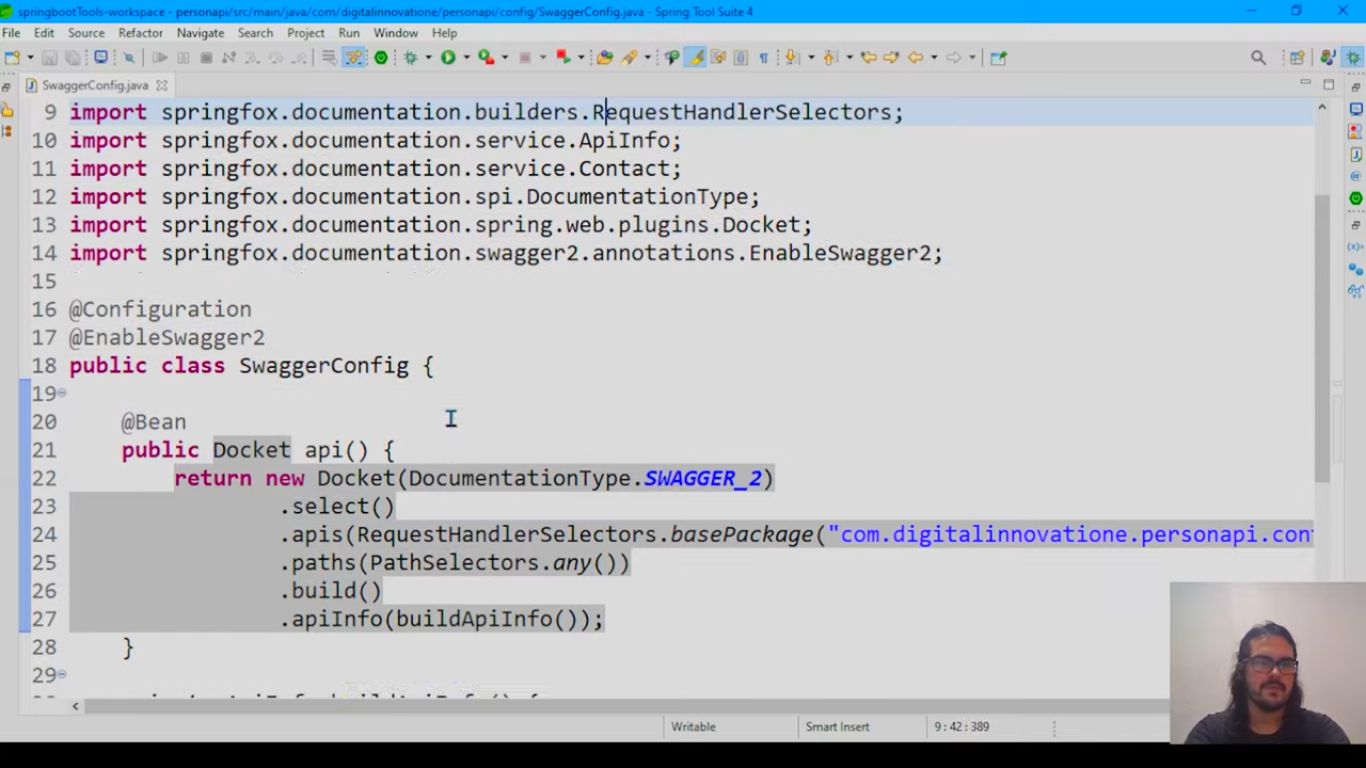 springbootTools-workspace - personapi/src/main/java/com/digitalinnovatione/personapi/config/SwaggerConfig.java - Spring Tool Suite 4
File Edit Source Refactor Navigate Search Project Run Window Help
SwaggerConfig.java
9 import springfox.documentation.builders.RequestHandlerSelectors;
10 import springfox.documentation.service.ApiInfo;
11 import springfox.documentation.service.Contact;
12 import springfox.documentation.spi.DocumentationType;
13 import springfox.documentation.spring.web.plugins.Docket;
14 import springfox.documentation.swagger2.annotations.EnableSwagger2;
15
16 @Configuration
17 @EnableSwagger2
18 public class SwaggerConfig {
19
20 @Bean
21 public Docket api() {
22 return new Docket(DocumentationType.SWAGGER_2)
23 .select()
24 .apis(RequestHandlerSelectors.basePackage("com.digitalinnovatione.personapi.con
25 .paths(PathSelectors.any())
26 .build()
27 .apiInfo(buildApiInfo());
28 }
29
Writable Smart Insert 9:42:389